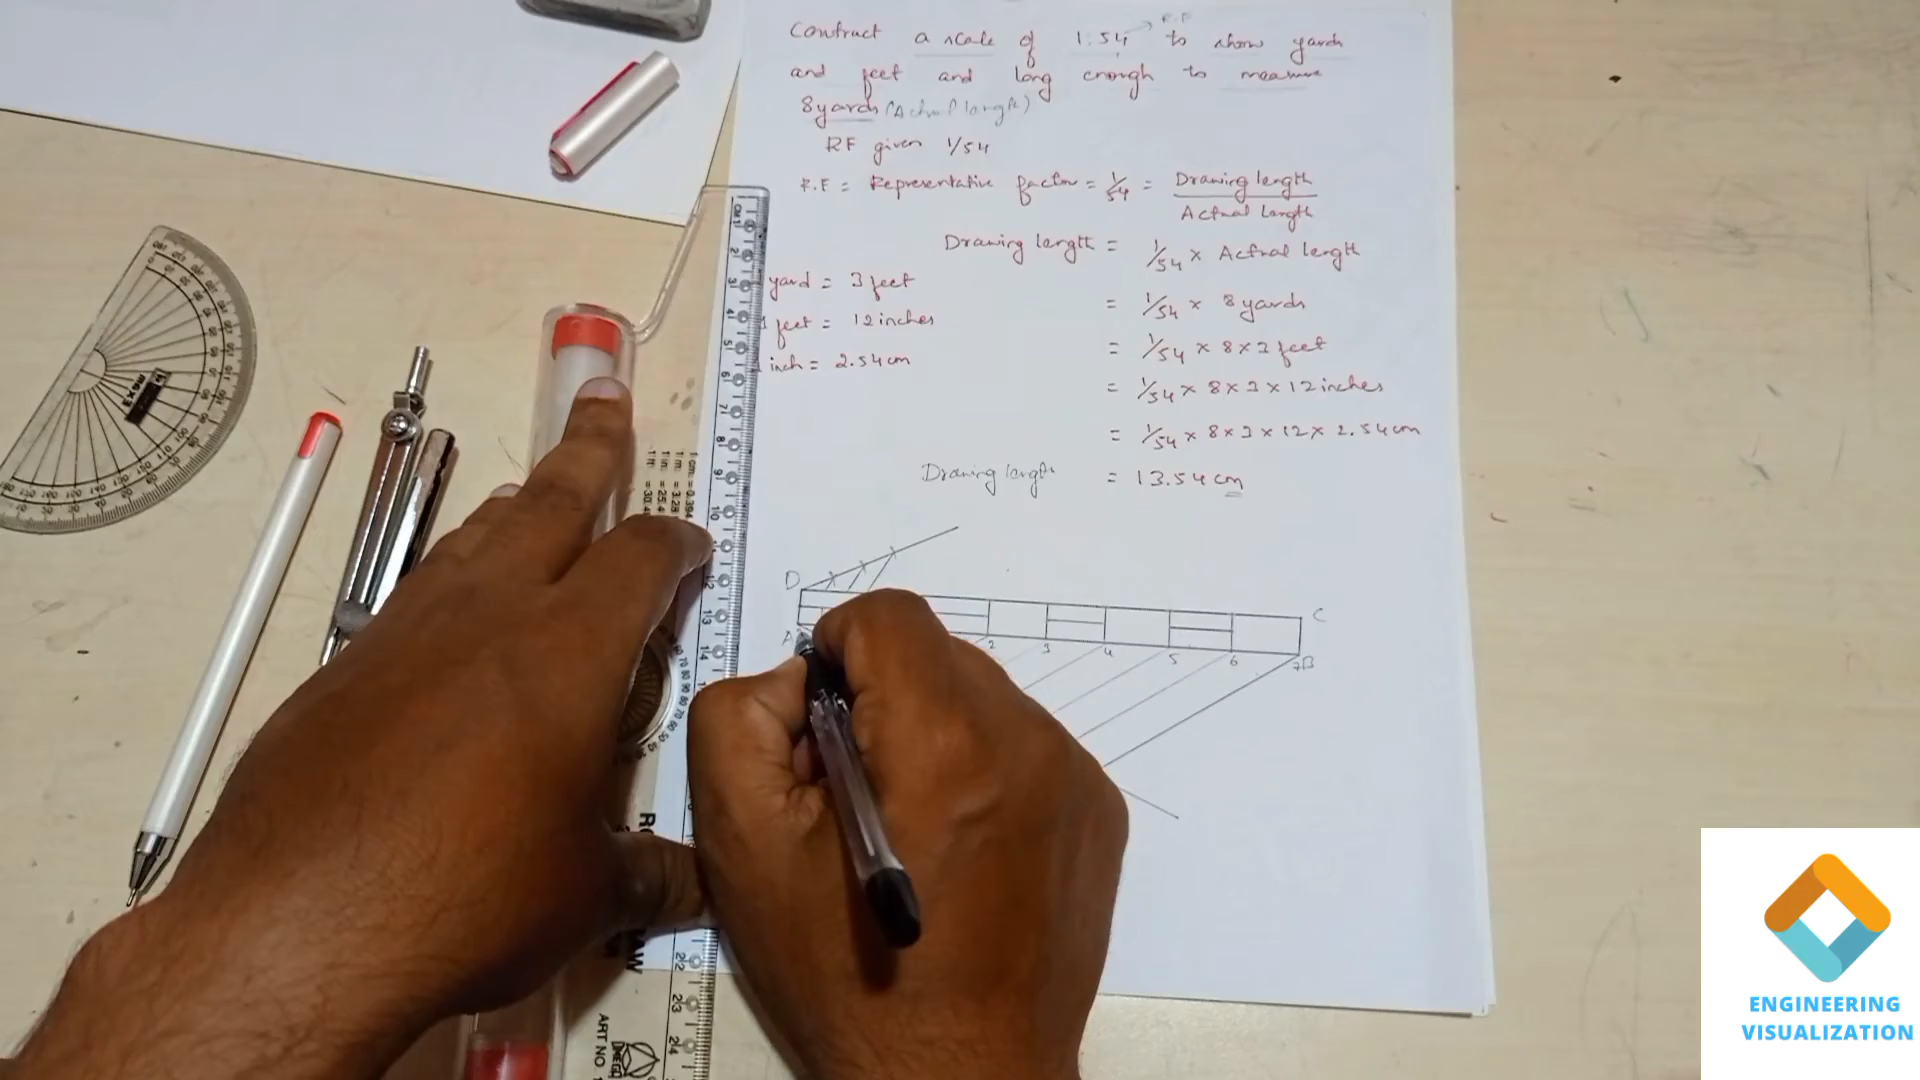 R.F
Contruct a scale of 1:54 to show yards
and feet and long enough to measure
8 yards (Actual length)
RF given 1/54
R.F = Representative factor = 1/54 = Drawing length
Actual Length
Drawing length = 1/54 × Actual length
yard = 3 feet
= 1/54 × 8 yards
1 feet = 12 inches
= 1/54 × 8 × 3 feet
1 inch = 2.54 cm
= 1/54 × 8 × 3 × 12 inches
= 1/54 × 8 × 3 × 12 × 2.54 cm
Drawing length = 13.54 cm
D
C
A
2 3 4 5 6 7B
ENGINEERING
VISUALIZATION